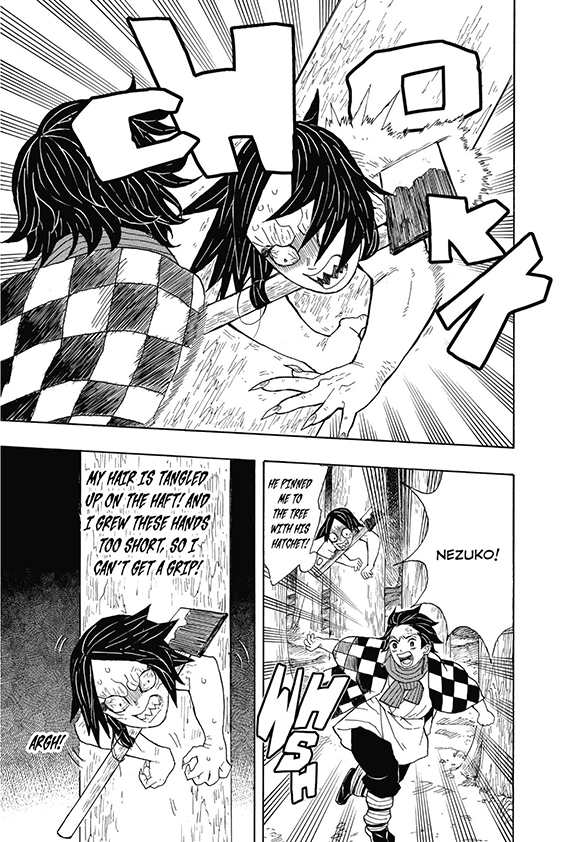 CHOKK
HE PINNED
ME TO
THE TREE
WITH HIS
HATCHET!
NEZUKO!
WHSH
MY HAIR IS TANGLED
UP ON THE HAFT! AND
I GREW THESE HANDS
TOO SHORT, SO I
CAN'T GET A GRIP!
ARGH!